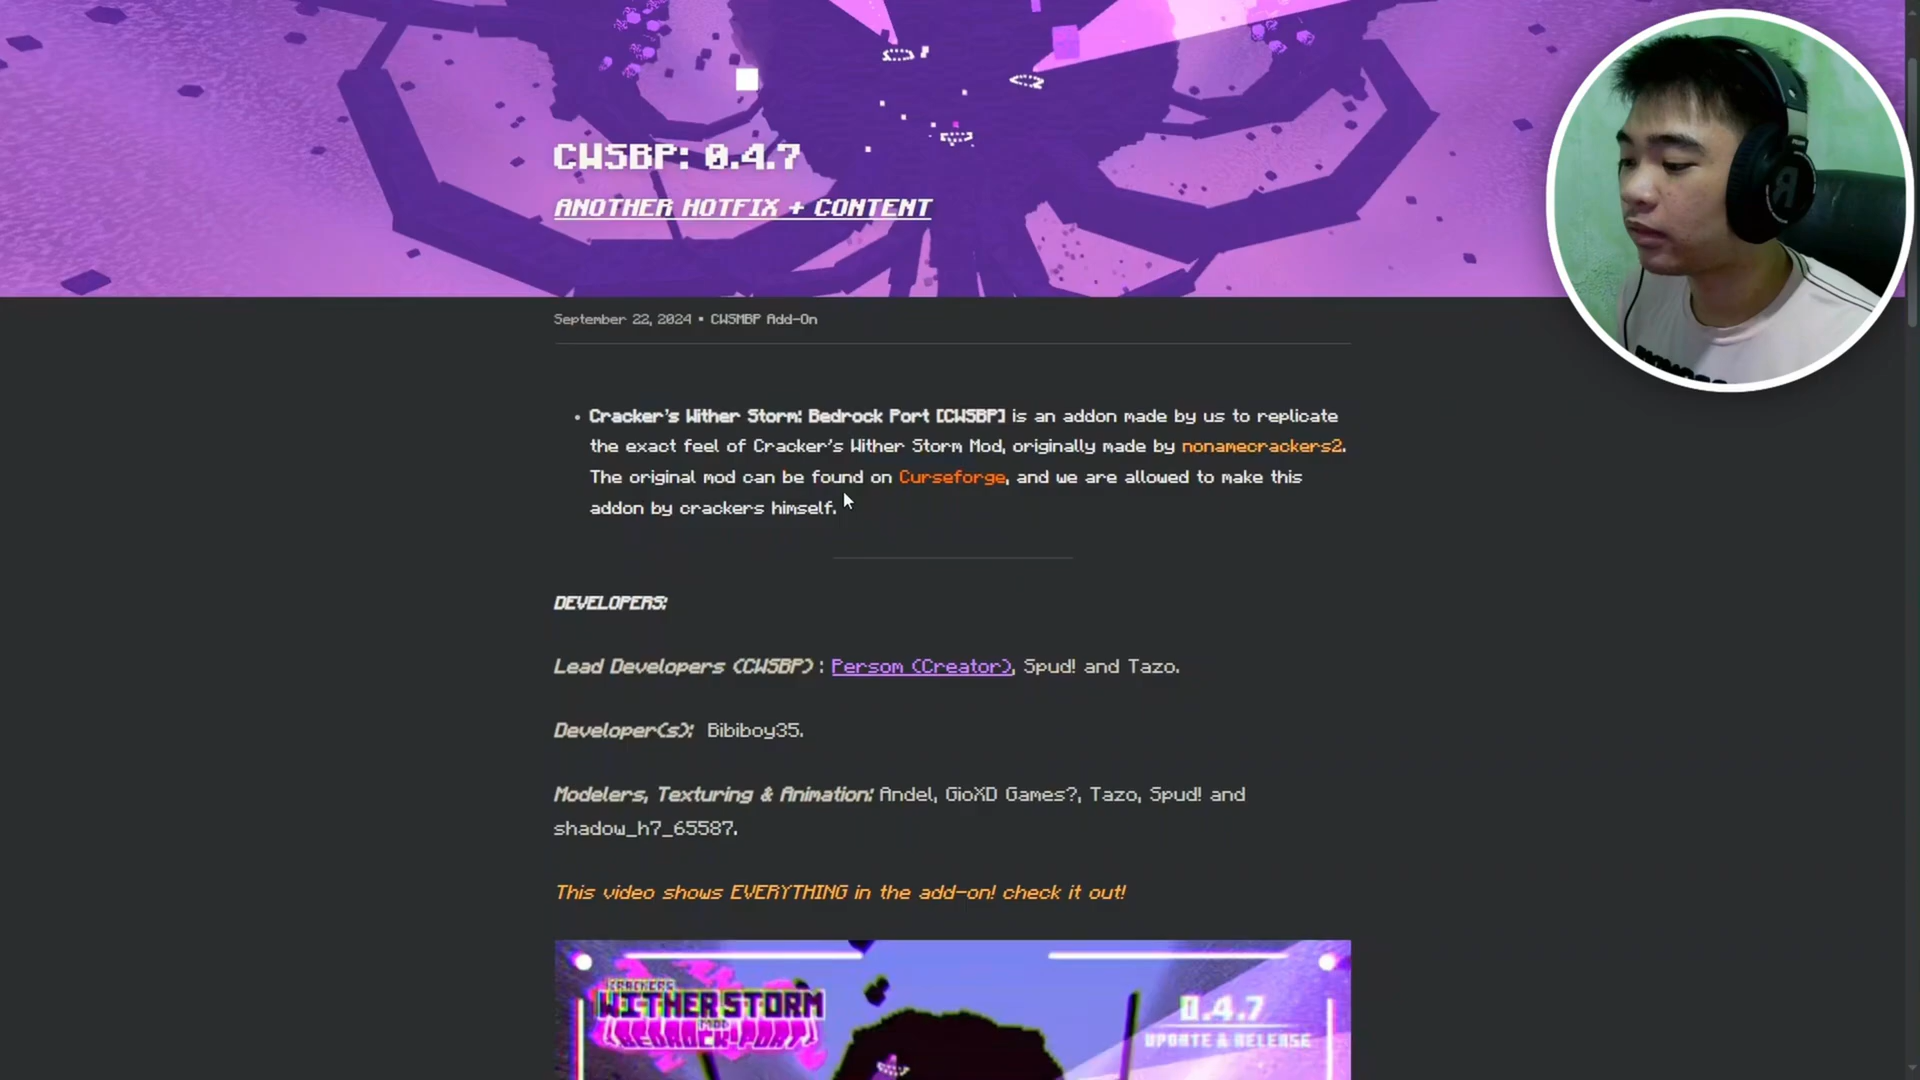 CWSBP: 0.4.7
ANOTHER HOTFIX + CONTENT
September 22, 2024 • CWSMBP Add-On
• Cracker's Wither Storm: Bedrock Port [CWSBP] is an addon made by us to replicate
the exact feel of Cracker's Wither Storm Mod, originally made by nonamecrackers2.
The original mod can be found on Curseforge, and we are allowed to make this
addon by crackers himself.
DEVELOPERS:
Lead Developers (CWSBP) : Persom (Creator), Spud! and Tazo.
Developer(s): Bibiboy35.
Modelers, Texturing & Animation: Andel, GioXD Games?, Tazo, Spud! and
shadow_h7_65587.
This video shows EVERYTHING in the add-on! check it out!
CRACKERS
WITHER STORM
MOD
BEDROCK PORT
0.4.7
UPDATE & RELEASE